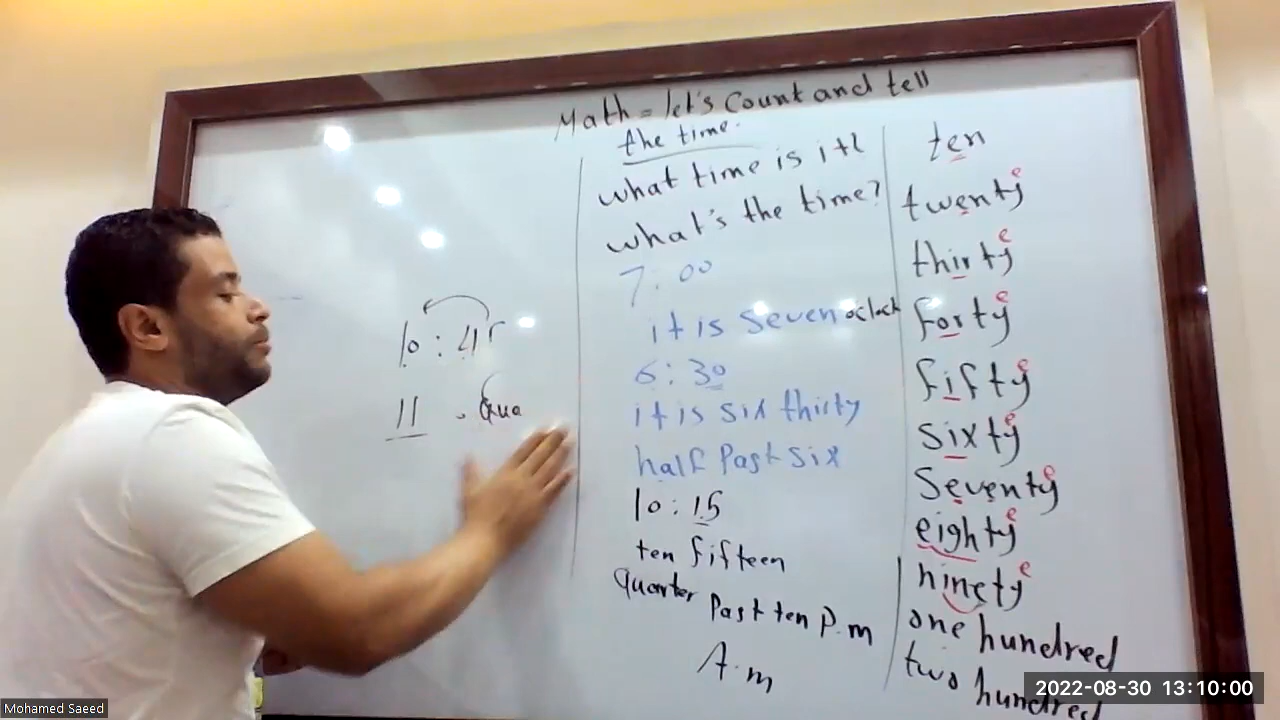 Math = let's count and tell
the time.
what time is it?
what's the time?
7:00
it is seven o'clock
6:30
it is six thirty
half past six
10:15
ten fifteen
quarter
past ten P.m
A.m
ten
twenty e
thirty e
forty e
fifty e
sixty e
seventy e
eighty e
ninety e
one hundred
two hundred
10:45
11 - Qua
Mohamed Saeed
2022-08-30 13:10:00